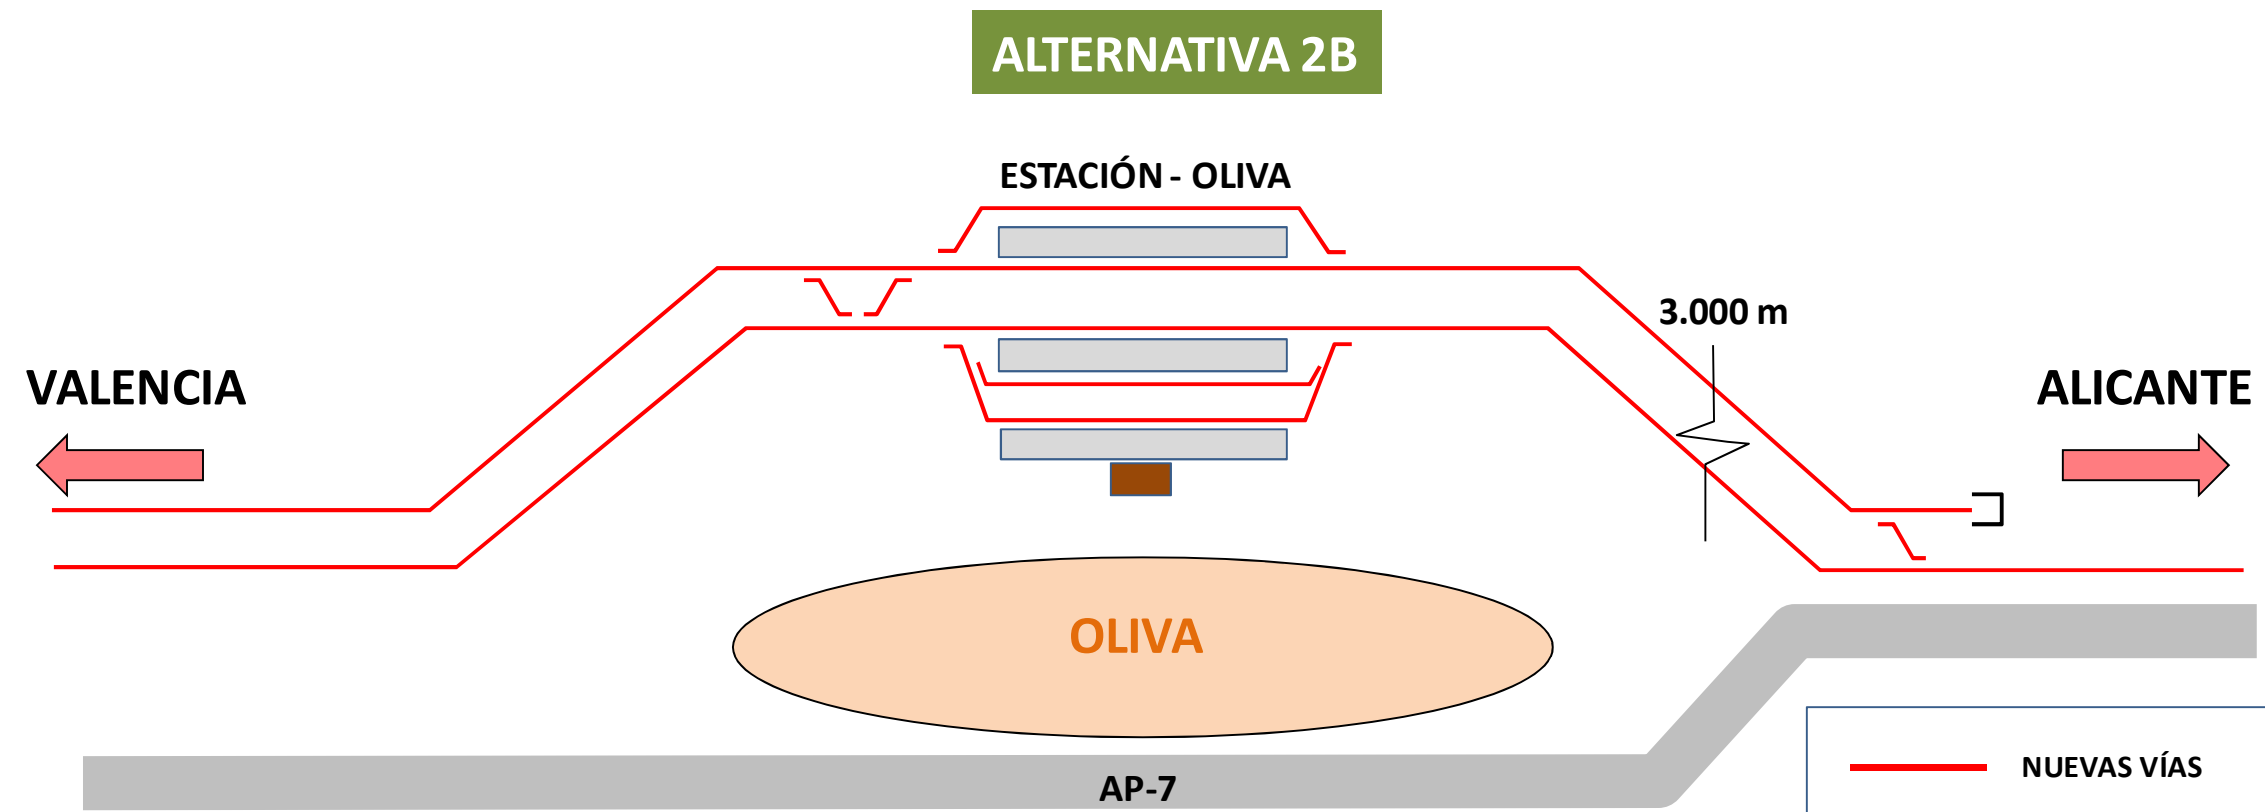 ALTERNATIVA 2B
ESTACIÓN - OLIVA
3.000 m
VALENCIA
ALICANTE
OLIVA
NUEVAS VÍAS
AP-7